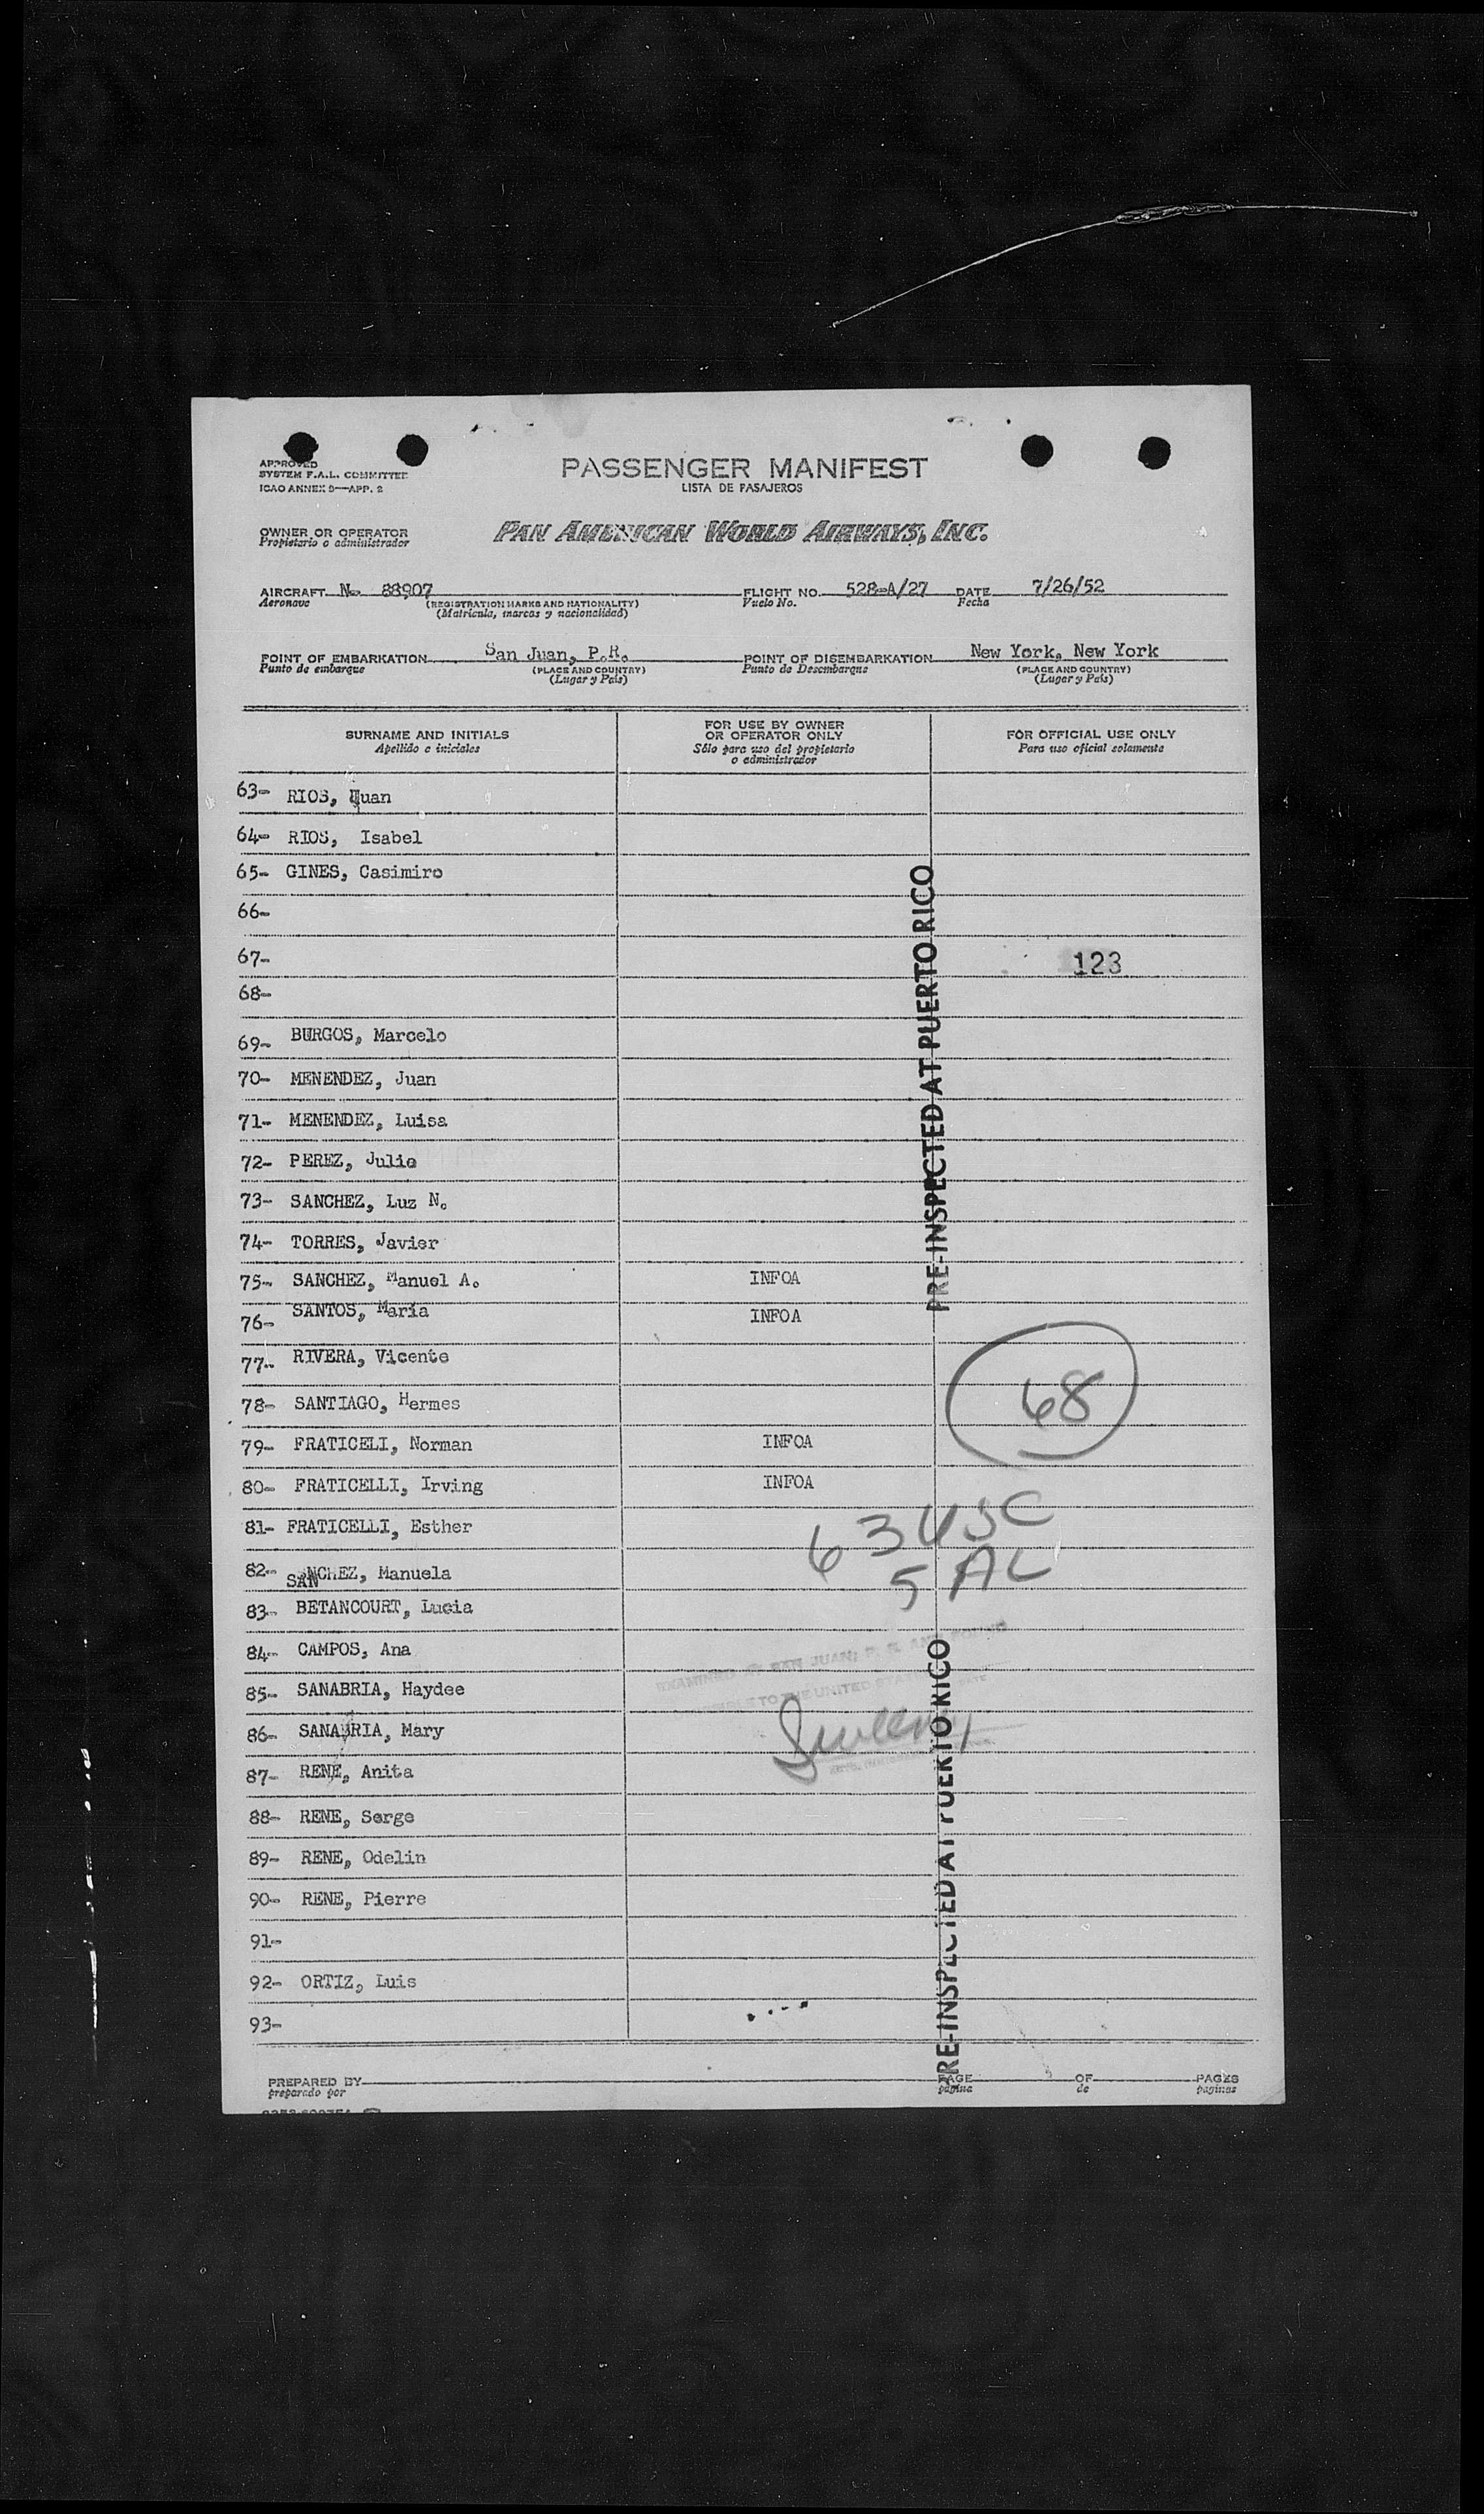 APPROVED
SYSTEM F.A.L. COMMITTEE
ICAO ANNEX 9—APP. 2
PASSENGER MANIFEST
LISTA DE PASAJEROS
OWNER OR OPERATOR
Propietario o administrador
PAN AMERICAN WORLD AIRWAYS, INC.
AIRCRAFT N- 88907 FLIGHT NO. 528-A/27 DATE 7/26/52
Aeronave (REGISTRATION MARKS AND NATIONALITY) Vuelo No. Fecha
(Matricula, marcas y nacionalidad)
POINT OF EMBARKATION San Juan, P.R. POINT OF DISEMBARKATION New York, New York
Punto de embarque (PLACE AND COUNTRY) Punto de Desembarque (PLACE AND COUNTRY)
(Lugar y País) (Lugar y País)
SURNAME AND INITIALS
Apellido e iniciales
FOR USE BY OWNER
OR OPERATOR ONLY
Sólo para uso del propietario
o administrador
FOR OFFICIAL USE ONLY
Para uso oficial solamente
63- RIOS, Juan
64- RIOS, Isabel
65- GINES, Casimiro
66-
67- 123
68-
69- BURGOS, Marcelo
70- MENENDEZ, Juan
71- MENENDEZ, Luisa
72- PEREZ, Julio
73- SANCHEZ, Luz N.
74- TORRES, Javier
75- SANCHEZ, Manuel A. INFOA
76- SANTOS, Maria INFOA
77- RIVERA, Vicente
78- SANTIAGO, Hermes
68
79- FRATICELI, Norman INFOA
80- FRATICELLI, Irving INFOA
81- FRATICELLI, Esther
63 USC
82- SANCHEZ, Manuela
5 AL
83- BETANCOURT, Lucia
84- CAMPOS, Ana
85- SANABRIA, Haydee
86- SANABRIA, Mary
87- RENE, Anita
88- RENE, Serge
89- RENE, Odelin
90- RENE, Pierre
91-
92- ORTIZ, Luis
93-
PRE-INSPECTED AT PUERTO RICO
PRE-INSPECTED AT PUERTO RICO
PREPARED BY PAGE OF PAGES
preparado por página de paginas